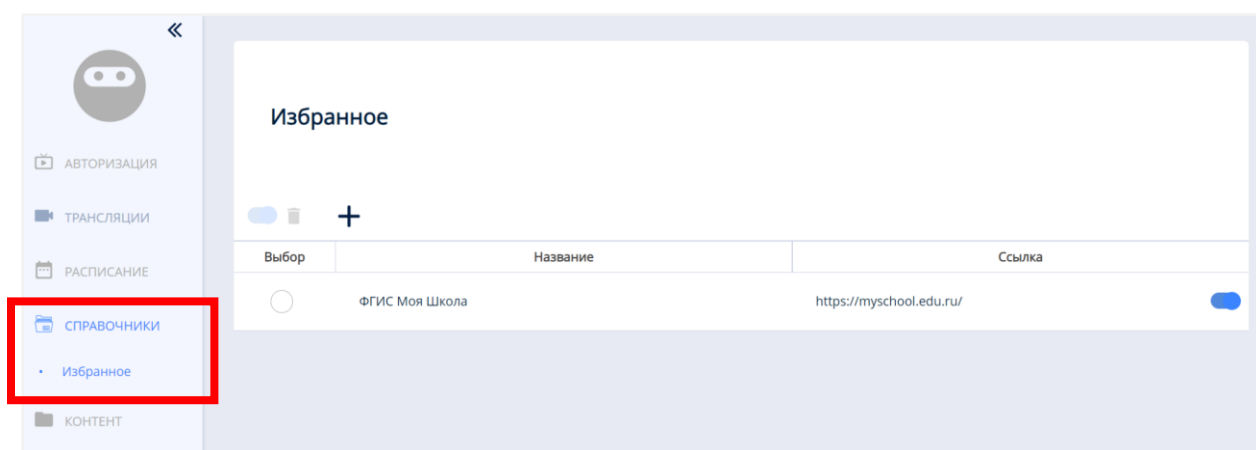 Избранное
АВТОРИЗАЦИЯ
ТРАНСЛЯЦИИ
РАСПИСАНИЕ
СПРАВОЧНИКИ
• Избранное
КОНТЕНТ
Выбор Название Ссылка
ФГИС Моя Школа https://myschool.edu.ru/